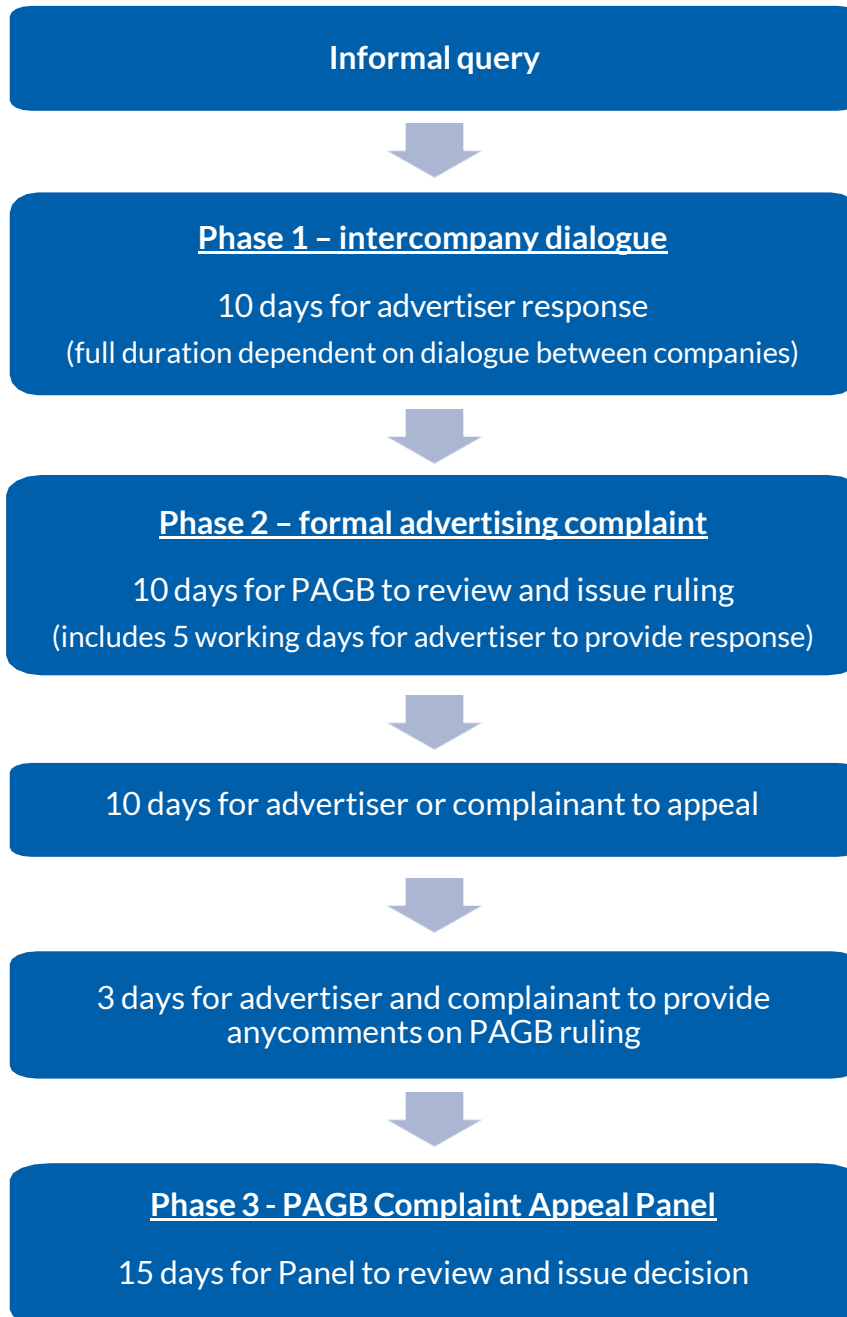 Informal query
Phase 1 – intercompany dialogue
10 days for advertiser response
(full duration dependent on dialogue between companies)
Phase 2 – formal advertising complaint
10 days for PAGB to review and issue ruling
(includes 5 working days for advertiser to provide response)
10 days for advertiser or complainant to appeal
3 days for advertiser and complainant to provide
anycomments on PAGB ruling
Phase 3 - PAGB Complaint Appeal Panel
15 days for Panel to review and issue decision